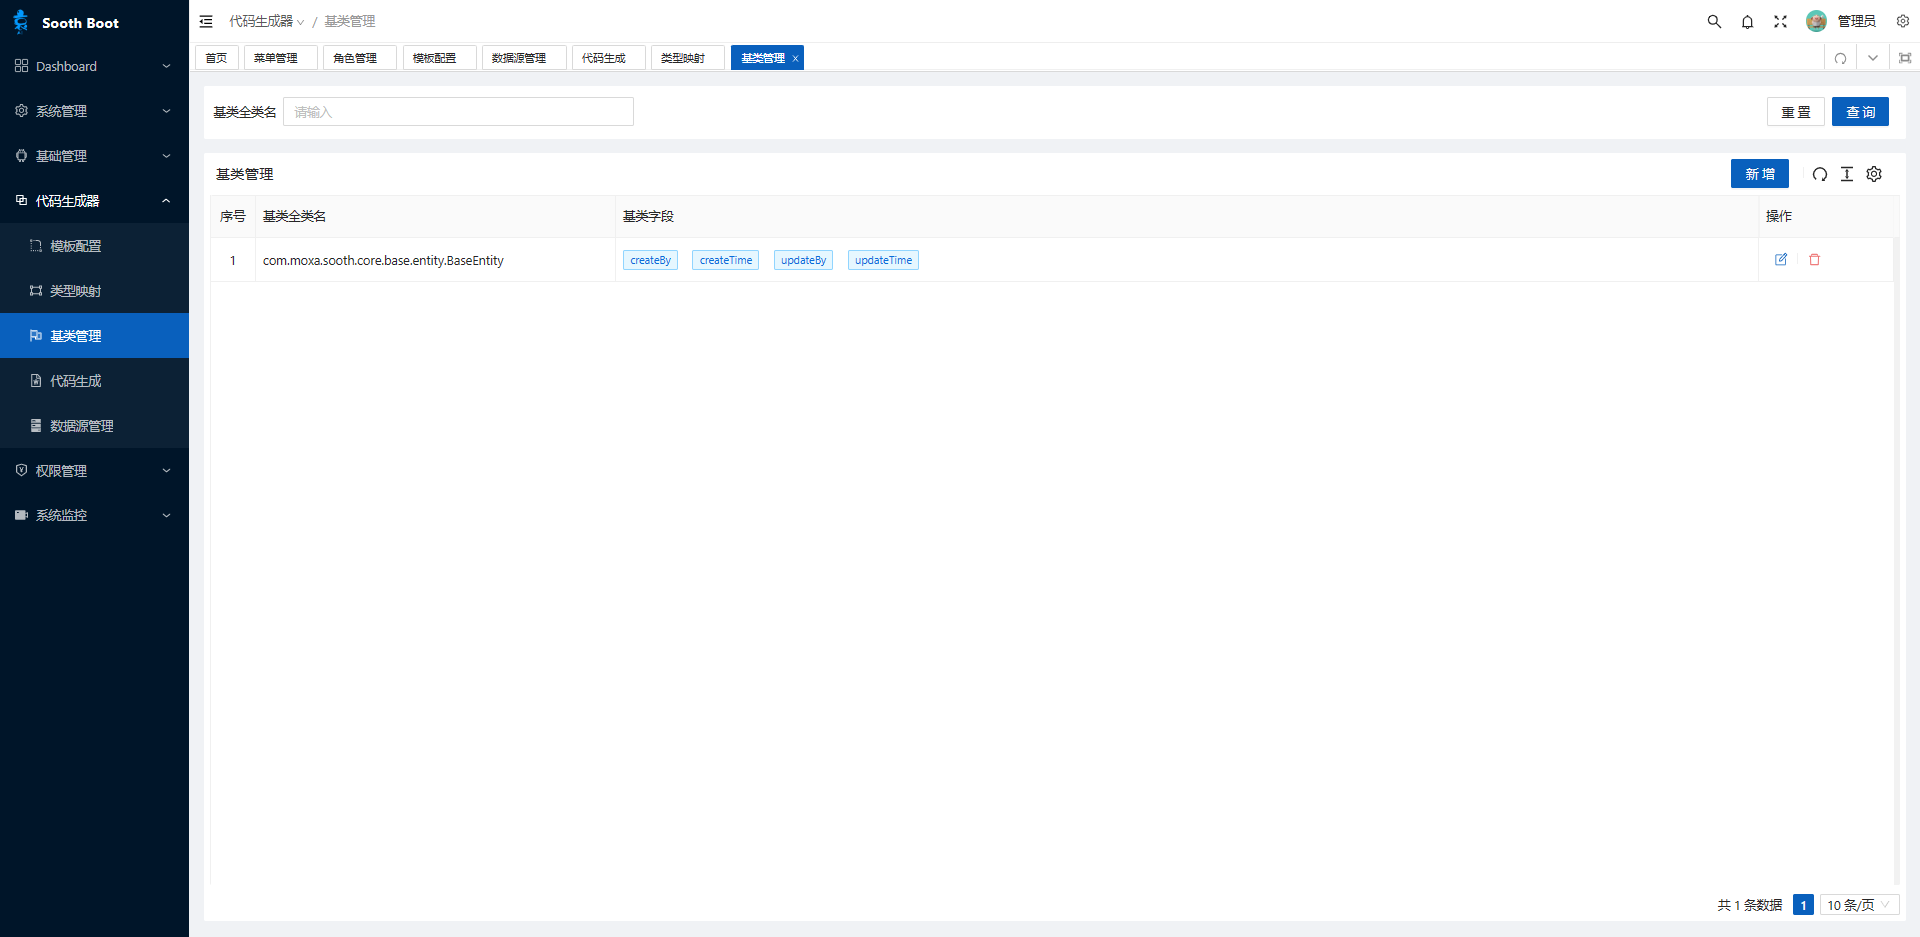 Sooth Boot
Dashboard
系统管理
基础管理
代码生成器
模板配置
类型映射
基类管理
代码生成
数据源管理
权限管理
系统监控
代码生成器 / 基类管理
管理员
首页 菜单管理 角色管理 模板配置 数据源管理 代码生成 类型映射 基类管理 ×
基类全类名 请输入 重 置 查 询
基类管理 新 增
序号 基类全类名 基类字段 操作
1 com.moxa.sooth.core.base.entity.BaseEntity createBy createTime updateBy updateTime
共 1 条数据 1 10 条/页